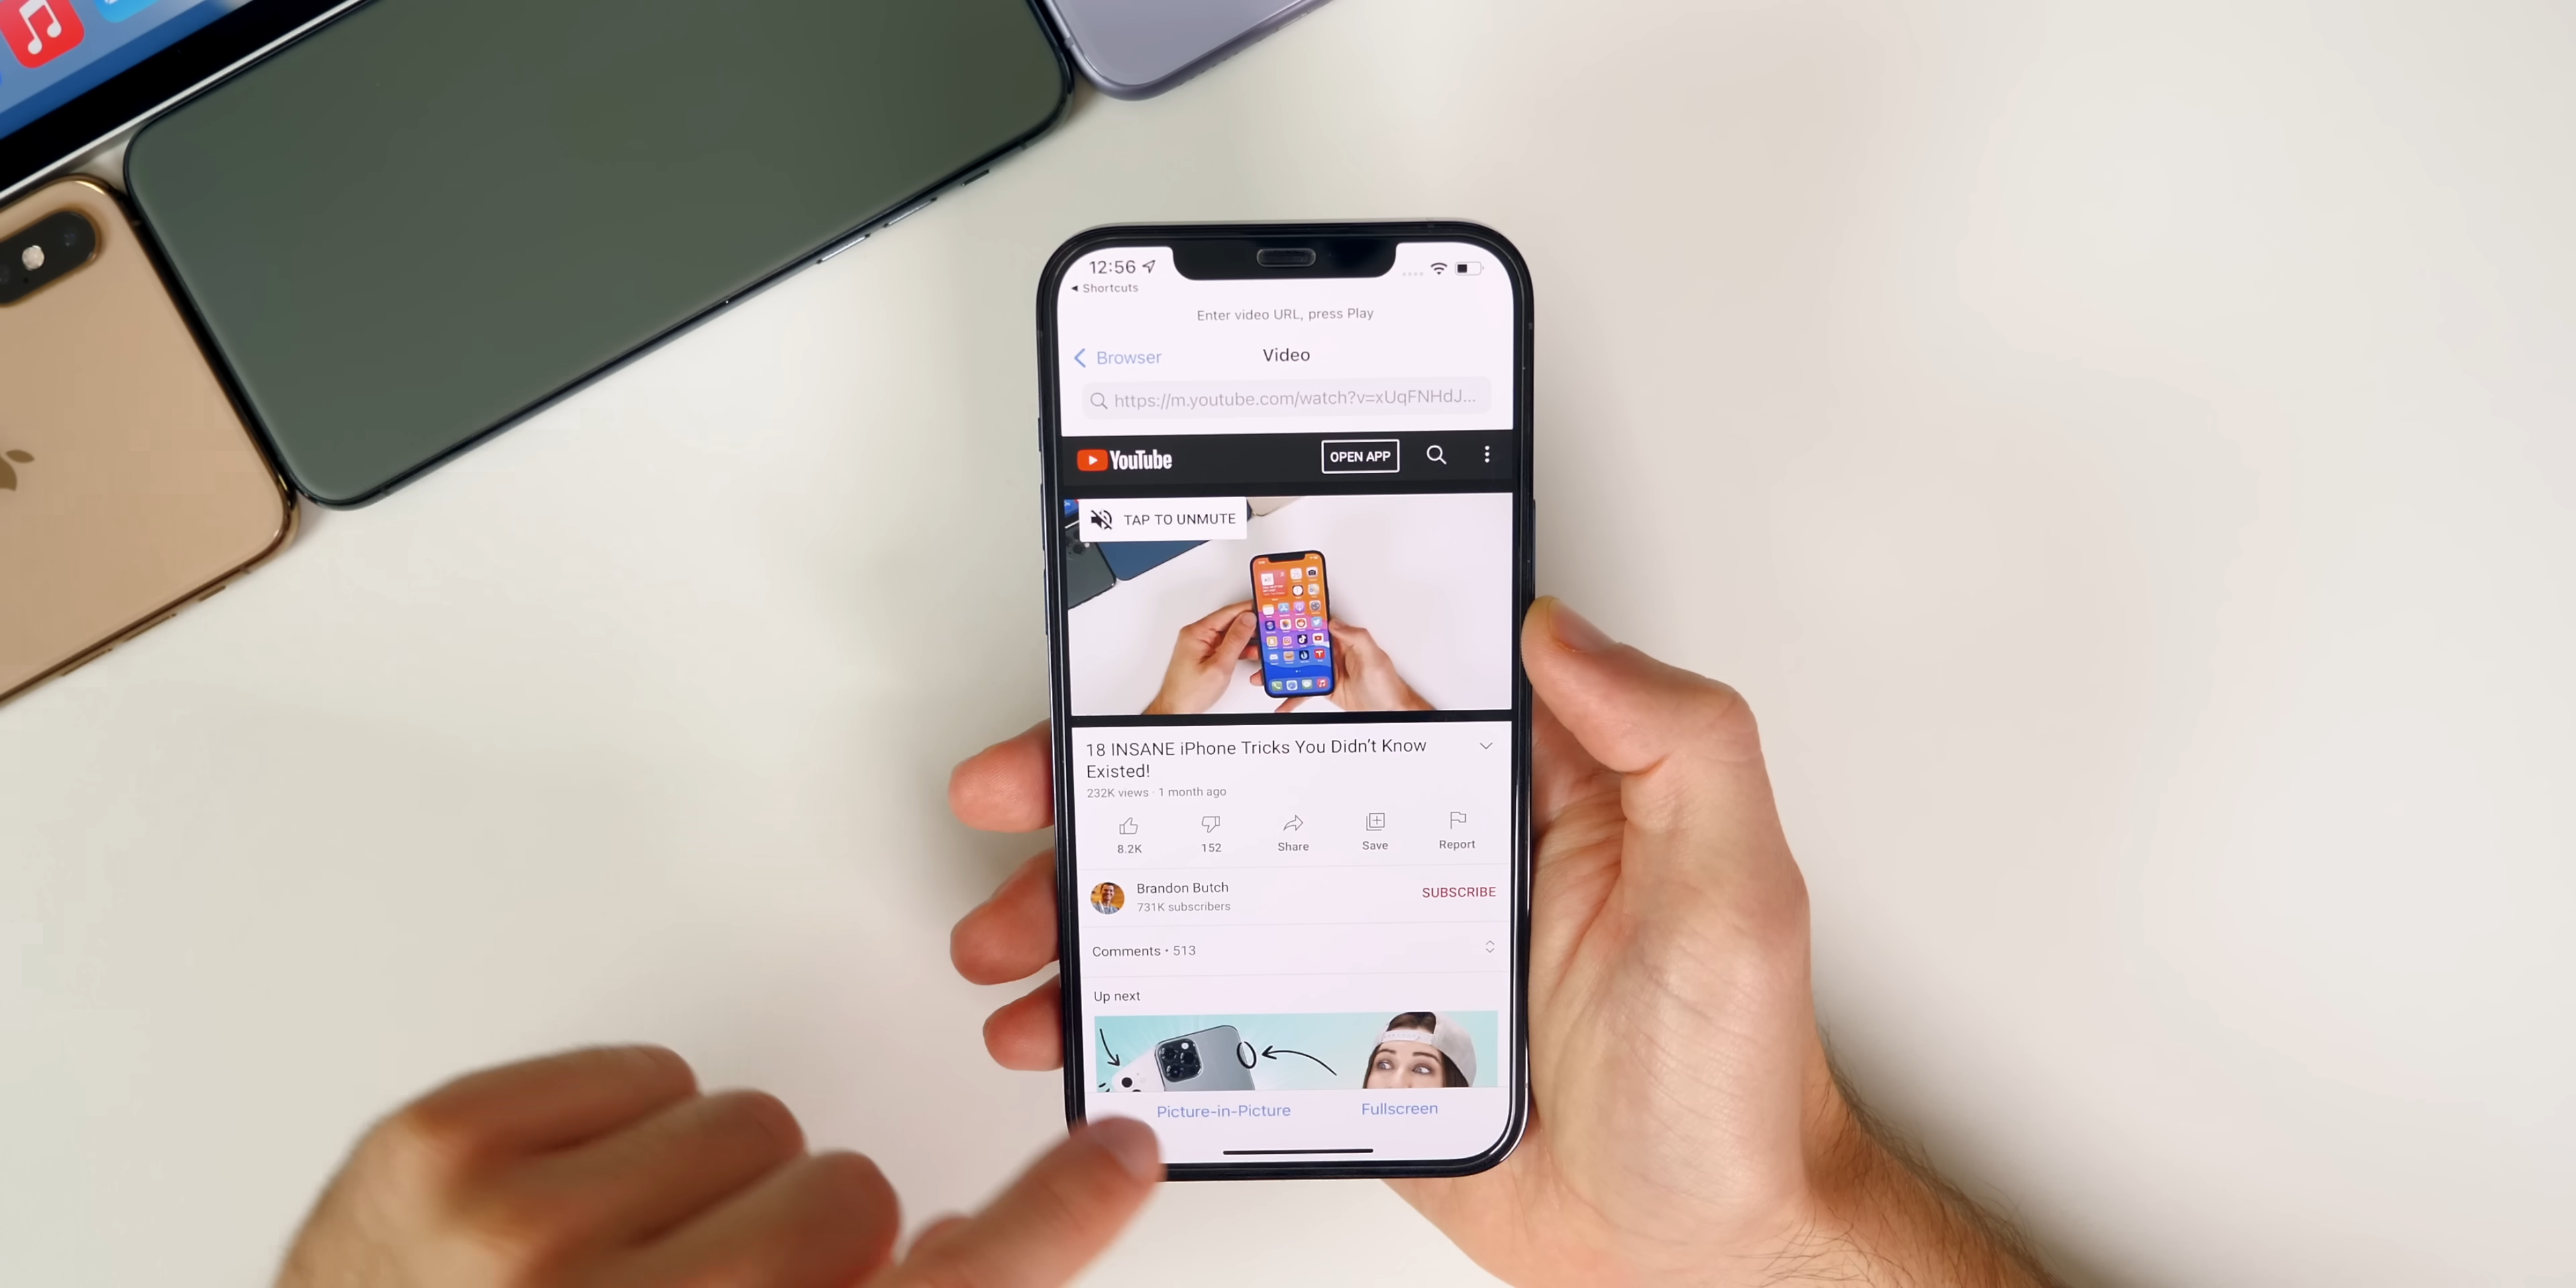 12:56
◀ Shortcuts
Enter video URL, press Play
Browser
Video
https://m.youtube.com/watch?v=xUqFNHdJ...
YouTube
OPEN APP
TAP TO UNMUTE
18 INSANE iPhone Tricks You Didn't Know
Existed!
232K views · 1 month ago
8.2K
152
Share
Save
Report
Brandon Butch
731K subscribers
SUBSCRIBE
Comments • 513
Up next
Picture-in-Picture
Fullscreen